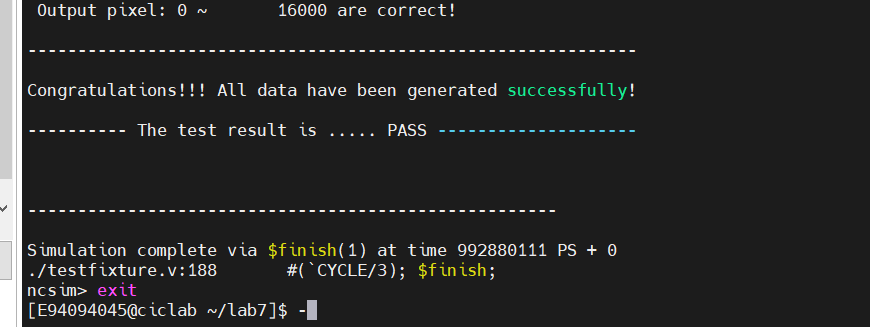 Output pixel: 0 ~       16000 are correct!
-------------------------------------------------------------
Congratulations!!! All data have been generated successfully!
---------- The test result is ..... PASS --------------------
-----------------------------------------------------
Simulation complete via $finish(1) at time 992880111 PS + 0
./testfixture.v:188       #(`CYCLE/3); $finish;
ncsim> exit
[E94094045@ciclab ~/lab7]$ -